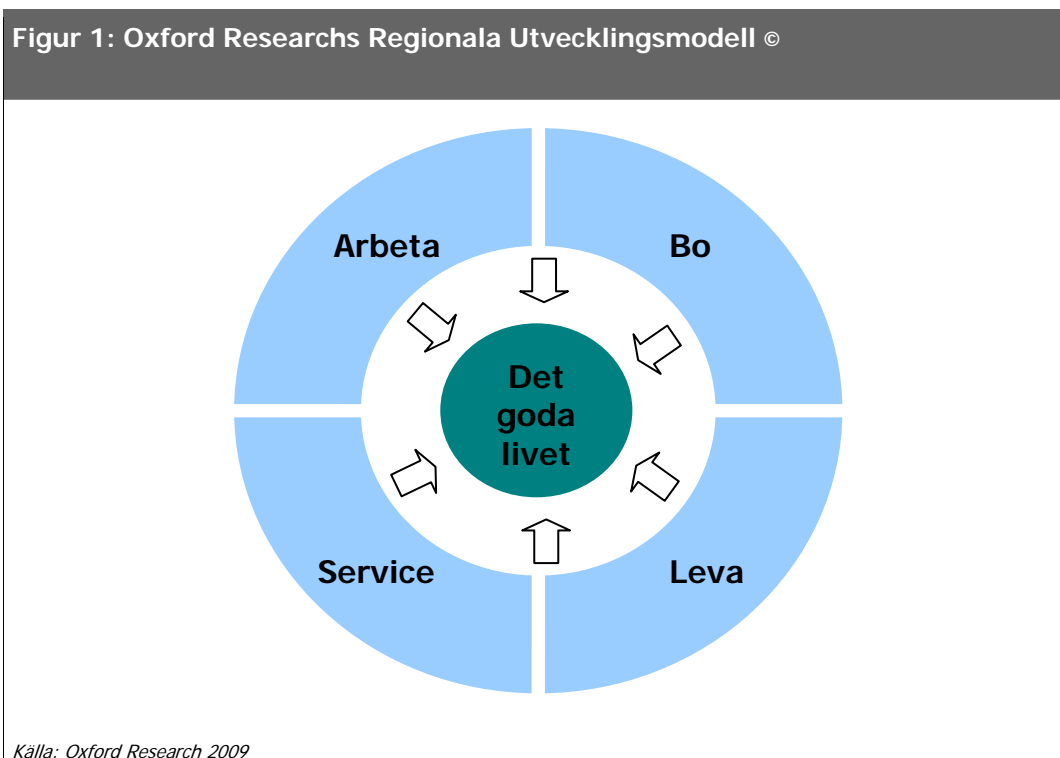 Figur 1: Oxford Researchs Regionala Utvecklingsmodell ©
Arbeta
Bo
Det
goda
livet
Service
Leva
Källa: Oxford Research 2009